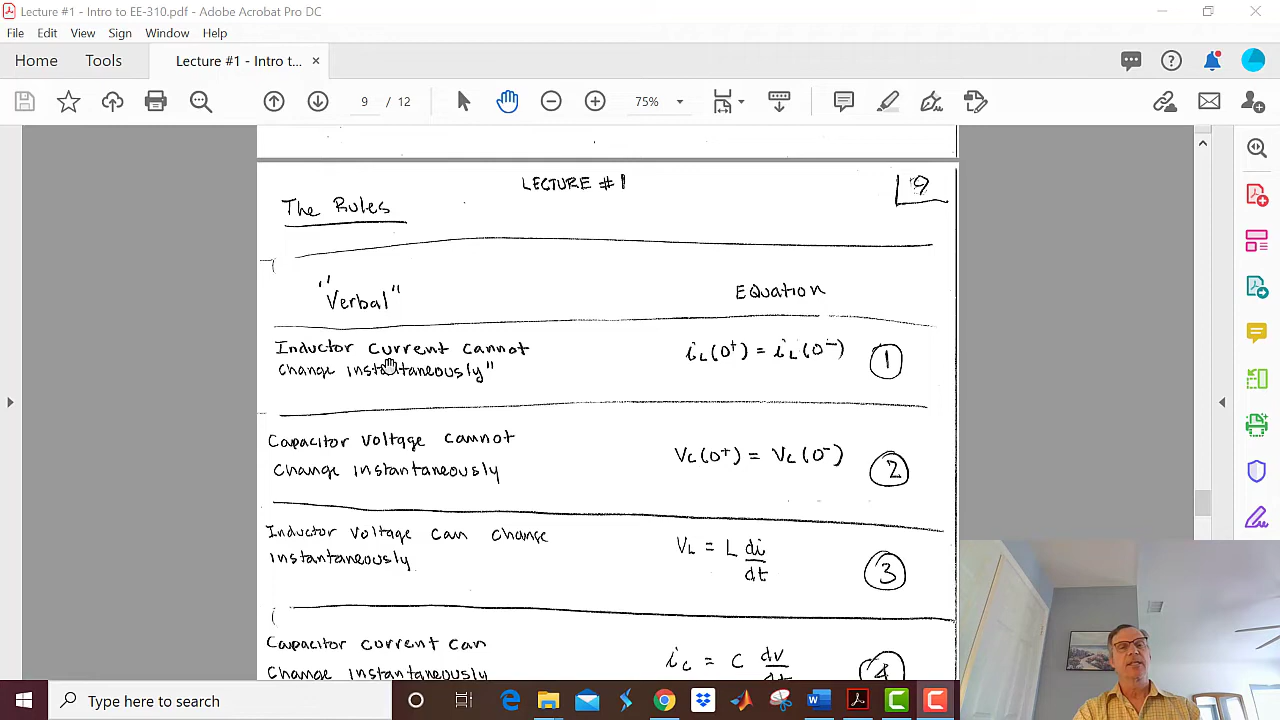 Lecture #1 - Intro to EE-310.pdf - Adobe Acrobat Pro DC
File Edit View Sign Window Help
Home Tools Lecture #1 - Intro t... ×
9 / 12 75%
LECTURE #1
9
The Rules
"Verbal" Equation
Inductor Current cannot
change instantaneously" iL(0⁺) = iL(0⁻) 1
Capacitor Voltage cannot
Change instantaneously Vc(0⁺) = Vc(0⁻) 2
Inductor Voltage Can Change
instantaneously VL = L di/dt 3
Capacitor current Can
Change instantaneously ic = C dv/dt 4
Type here to search